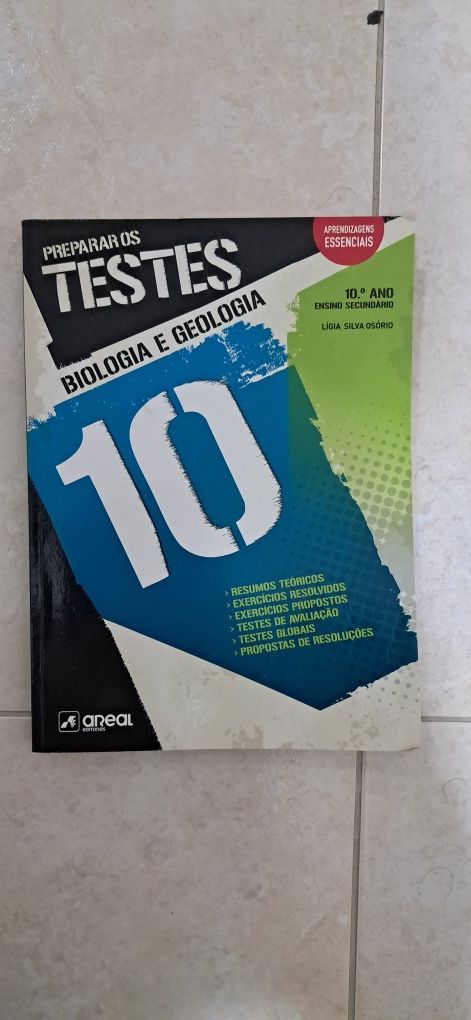 PREPARAR OS
TESTES
BIOLOGIA E GEOLOGIA
APRENDIZAGENS
ESSENCIAIS
10.º ANO
ENSINO SECUNDÁRIO
LÍGIA SILVA OSÓRIO
10
› RESUMOS TEÓRICOS
› EXERCÍCIOS RESOLVIDOS
› EXERCÍCIOS PROPOSTOS
› TESTES DE AVALIAÇÃO
› TESTES GLOBAIS
› PROPOSTAS DE RESOLUÇÕES
areal
editores